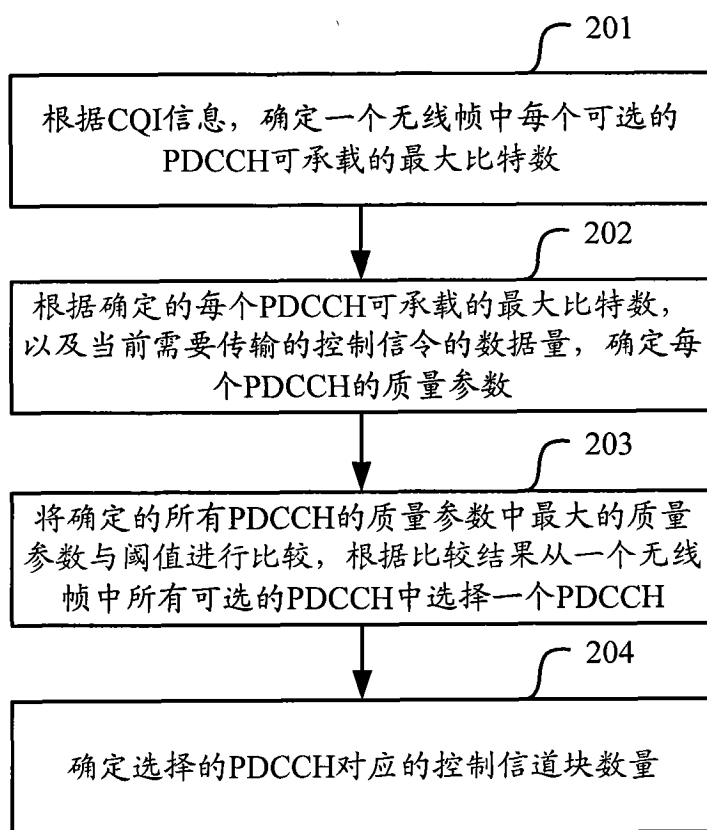 201
根据CQI信息，确定一个无线帧中每个可选的
PDCCH可承载的最大比特数
202
根据确定的每个PDCCH可承载的最大比特数，
以及当前需要传输的控制信令的数据量，确定每
个PDCCH的质量参数
203
将确定的所有PDCCH的质量参数中最大的质量
参数与阈值进行比较，根据比较结果从一个无线
帧中所有可选的PDCCH中选择一个PDCCH
204
确定选择的PDCCH对应的控制信道块数量